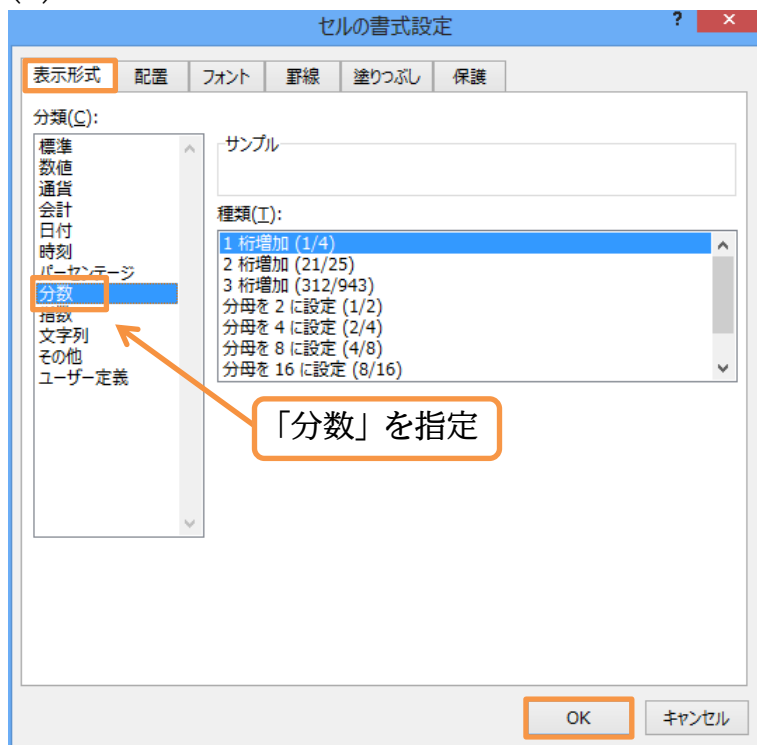 セルの書式設定
?
×
表示形式 配置 フォント 罫線 塗りつぶし 保護
分類(C):
標準
数値
通貨
会計
日付
時刻
パーセンテージ
分数
指数
文字列
その他
ユーザー定義
サンプル
種類(T):
1 桁増加 (1/4)
2 桁増加 (21/25)
3 桁増加 (312/943)
分母を 2 に設定 (1/2)
分母を 4 に設定 (2/4)
分母を 8 に設定 (4/8)
分母を 16 に設定 (8/16)
「分数」を指定
OK キャンセル